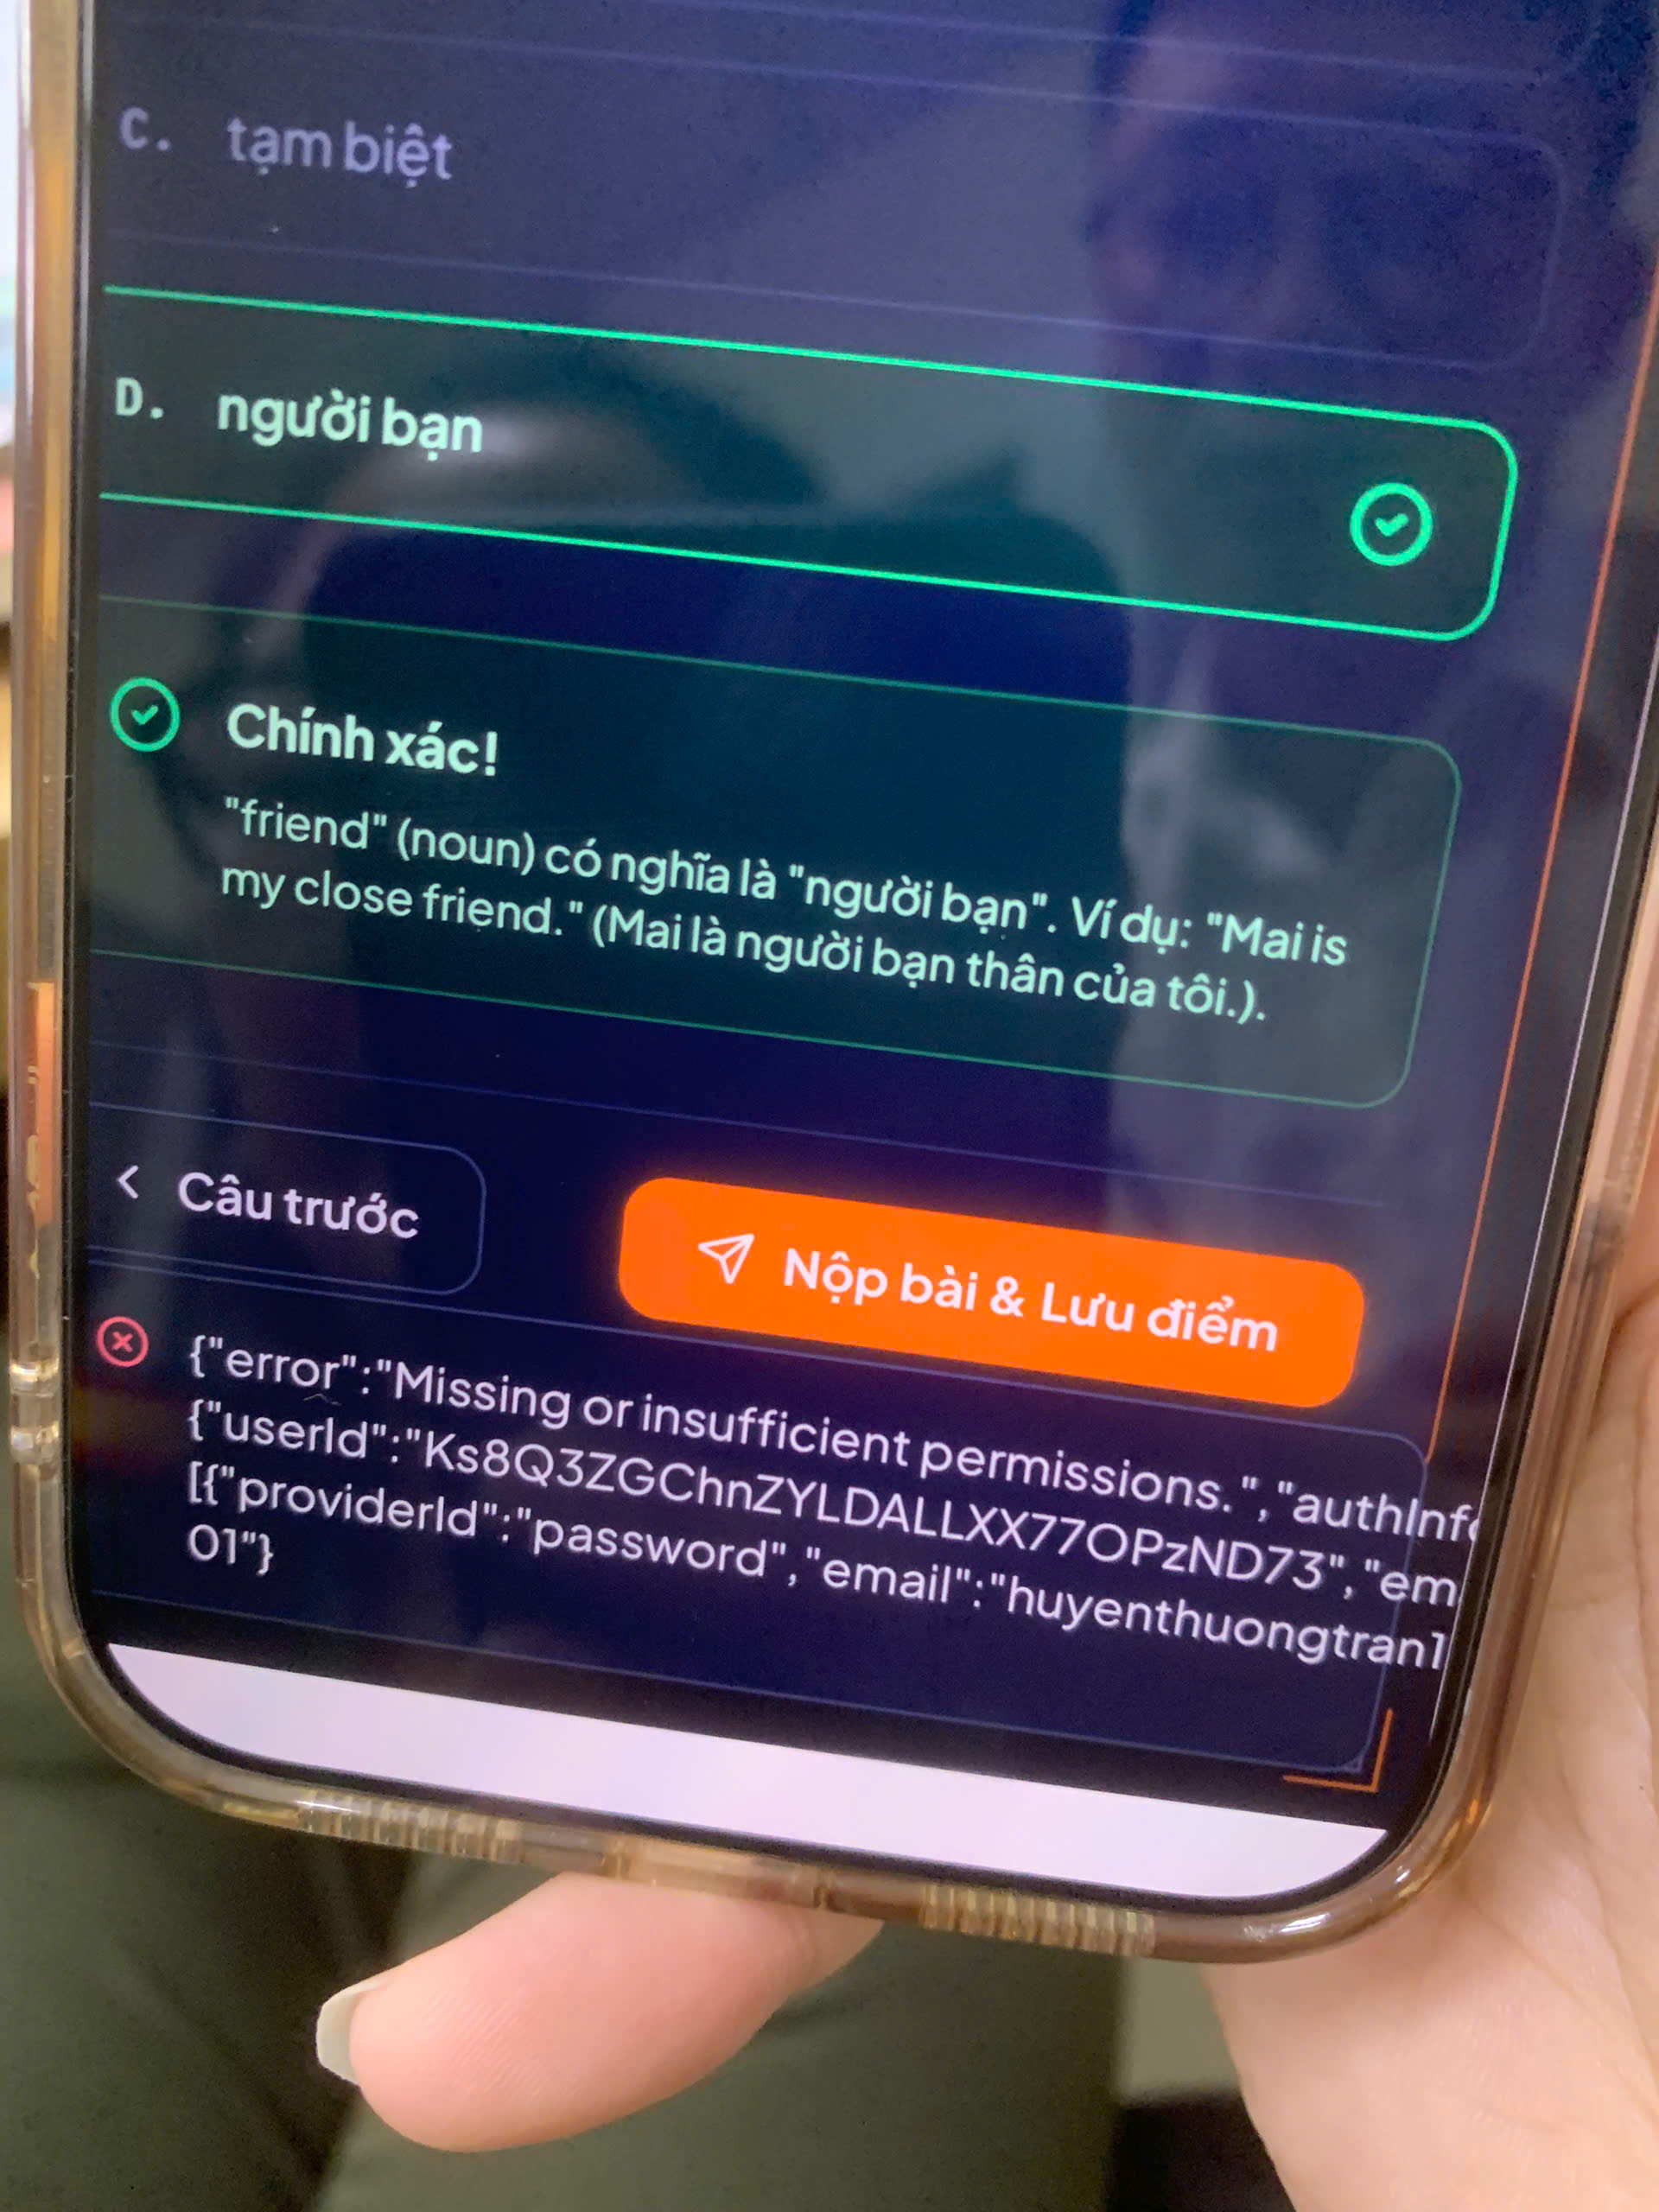 C. tạm biệt
D. người bạn
Chính xác!
"friend" (noun) có nghĩa là "người bạn". Ví dụ: "Mai is
my close friend." (Mai là người bạn thân của tôi.).
Câu trước
Nộp bài & Lưu điểm
{"error":"Missing or insufficient permissions.","authInfo
{"userId":"Ks8Q3ZGChnZYLDALLXX77OPzND73","em
[{"providerId":"password","email":"huyenthuongtran1
01"}